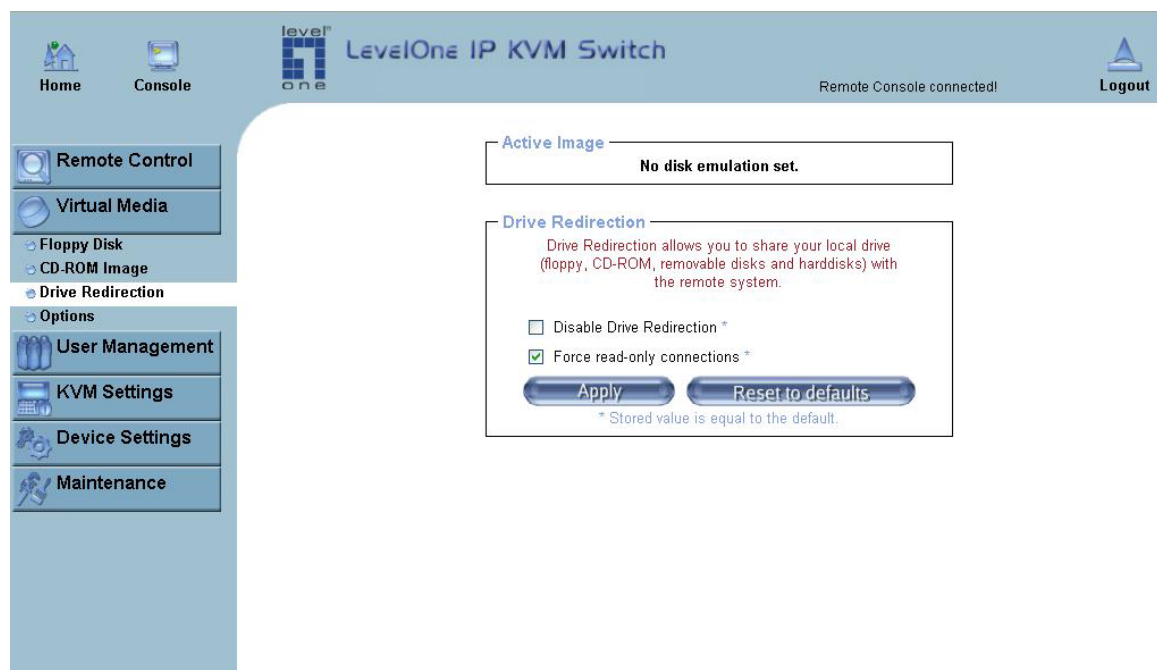 level™
one
LevelOne IP KVM Switch
Home
Console
Remote Console connected!
Logout
Remote Control
Virtual Media
Floppy Disk
CD-ROM Image
Drive Redirection
Options
User Management
KVM Settings
Device Settings
Maintenance
Active Image
No disk emulation set.
Drive Redirection
Drive Redirection allows you to share your local drive
(floppy, CD-ROM, removable disks and harddisks) with
the remote system.
Disable Drive Redirection *
Force read-only connections *
Apply
Reset to defaults
* Stored value is equal to the default.